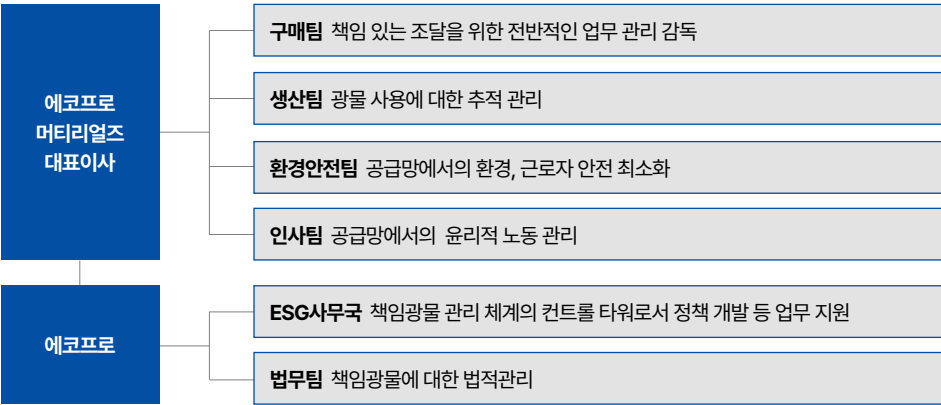 에코프로
머티리얼즈
대표이사
구매팀 책임 있는 조달을 위한 전반적인 업무 관리 감독
생산팀 광물 사용에 대한 추적 관리
환경안전팀 공급망에서의 환경, 근로자 안전 최소화
인사팀 공급망에서의 윤리적 노동 관리
에코프로
ESG사무국 책임광물 관리 체계의 컨트롤 타워로서 정책 개발 등 업무 지원
법무팀 책임광물에 대한 법적관리